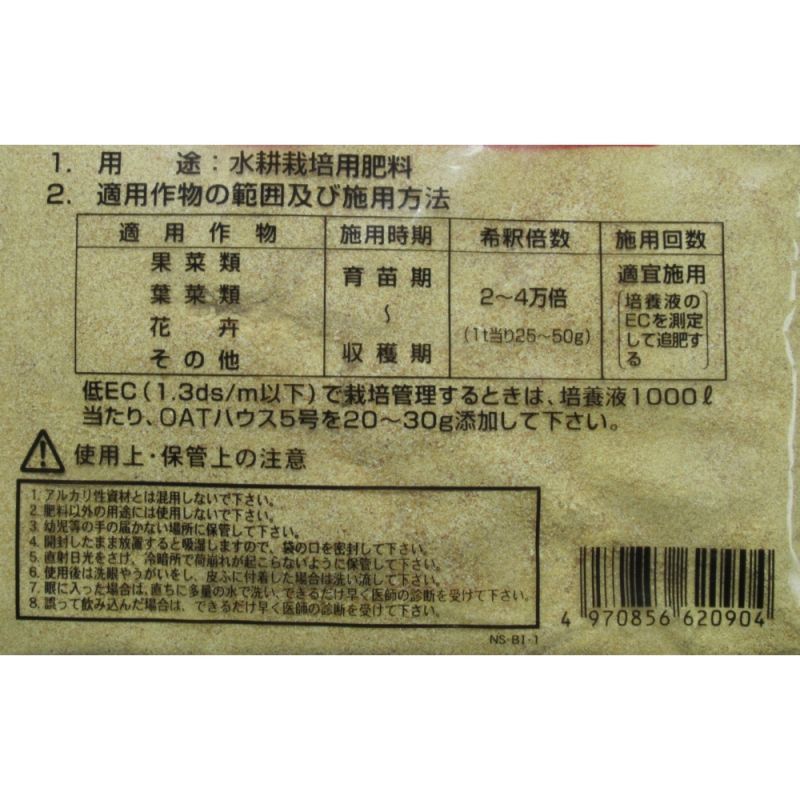 1. 用　途：水耕栽培用肥料
2. 適用作物の範囲及び施用方法
適用作物 施用時期 希釈倍数 施用回数
果菜類
葉菜類
花　卉
その他
育苗期
〜
収穫期
2〜4万倍
(1t当り25〜50g)
適宜施用
培養液の
ECを測定
して追肥す
る
低EC(1.3ds/m以下)で栽培管理するときは、培養液1000ℓ
当たり、OATハウス5号を20〜30g添加して下さい。
⚠使用上・保管上の注意
1. アルカリ性資材とは混用しないで下さい。
2. 肥料以外の用途には使用しないで下さい。
3. 幼児等の手の届かない場所に保管して下さい。
4. 開封したまま放置すると吸湿しますので、袋の口を密封して下さい。
5. 直射日光をさけ、冷暗所で荷崩れが起こらないように保管して下さい。
6. 使用後は洗眼やうがいをし、皮ふに付着した場合は洗い流して下さい。
7. 眼に入った場合は、直ちに多量の水で洗い、できるだけ早く医師の診断を受けて下さい。
8. 誤って飲み込んだ場合は、できるだけ早く医師の診断を受けて下さい。
NS-BI-1
4 970856 620904